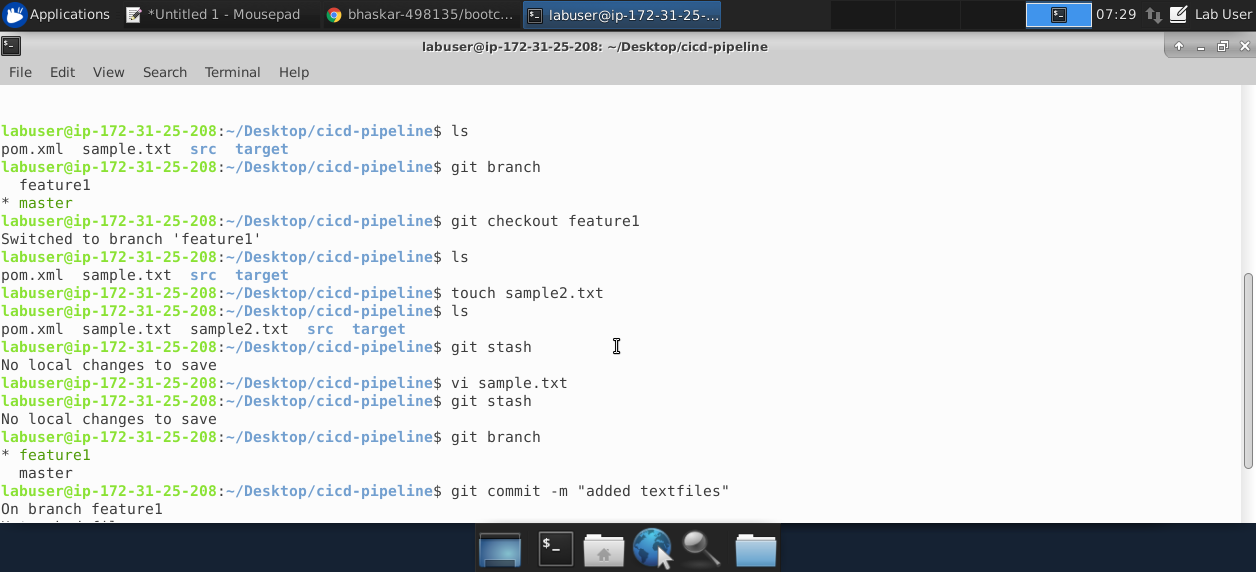 Applications
*Untitled 1 - Mousepad
bhaskar-498135/bootc...
labuser@ip-172-31-25-...
07:29
Lab User
labuser@ip-172-31-25-208: ~/Desktop/cicd-pipeline
File Edit View Search Terminal Help
labuser@ip-172-31-25-208:~/Desktop/cicd-pipeline$ ls
pom.xml  sample.txt  src  target
labuser@ip-172-31-25-208:~/Desktop/cicd-pipeline$ git branch
  feature1
* master
labuser@ip-172-31-25-208:~/Desktop/cicd-pipeline$ git checkout feature1
Switched to branch 'feature1'
labuser@ip-172-31-25-208:~/Desktop/cicd-pipeline$ ls
pom.xml  sample.txt  src  target
labuser@ip-172-31-25-208:~/Desktop/cicd-pipeline$ touch sample2.txt
labuser@ip-172-31-25-208:~/Desktop/cicd-pipeline$ ls
pom.xml  sample.txt  sample2.txt  src  target
labuser@ip-172-31-25-208:~/Desktop/cicd-pipeline$ git stash
No local changes to save
labuser@ip-172-31-25-208:~/Desktop/cicd-pipeline$ vi sample.txt
labuser@ip-172-31-25-208:~/Desktop/cicd-pipeline$ git stash
No local changes to save
labuser@ip-172-31-25-208:~/Desktop/cicd-pipeline$ git branch
* feature1
  master
labuser@ip-172-31-25-208:~/Desktop/cicd-pipeline$ git commit -m "added textfiles"
On branch feature1
$_